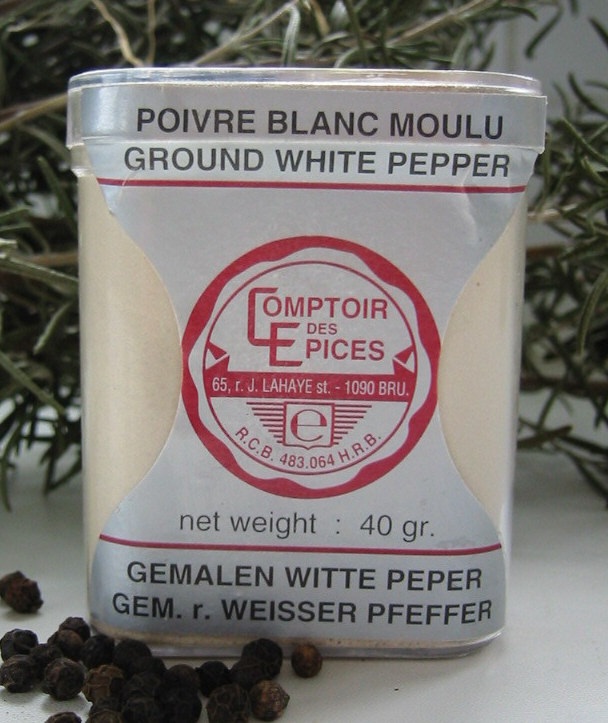 POIVRE BLANC MOULU
GROUND WHITE PEPPER
COMPTOIR
DES
EPICES
65, r. J. LAHAYE st. - 1090 BRU.
e
R.C.B. 483.064 H.R.B.
net weight : 40 gr.
GEMALEN WITTE PEPER
GEM. r. WEISSER PFEFFER